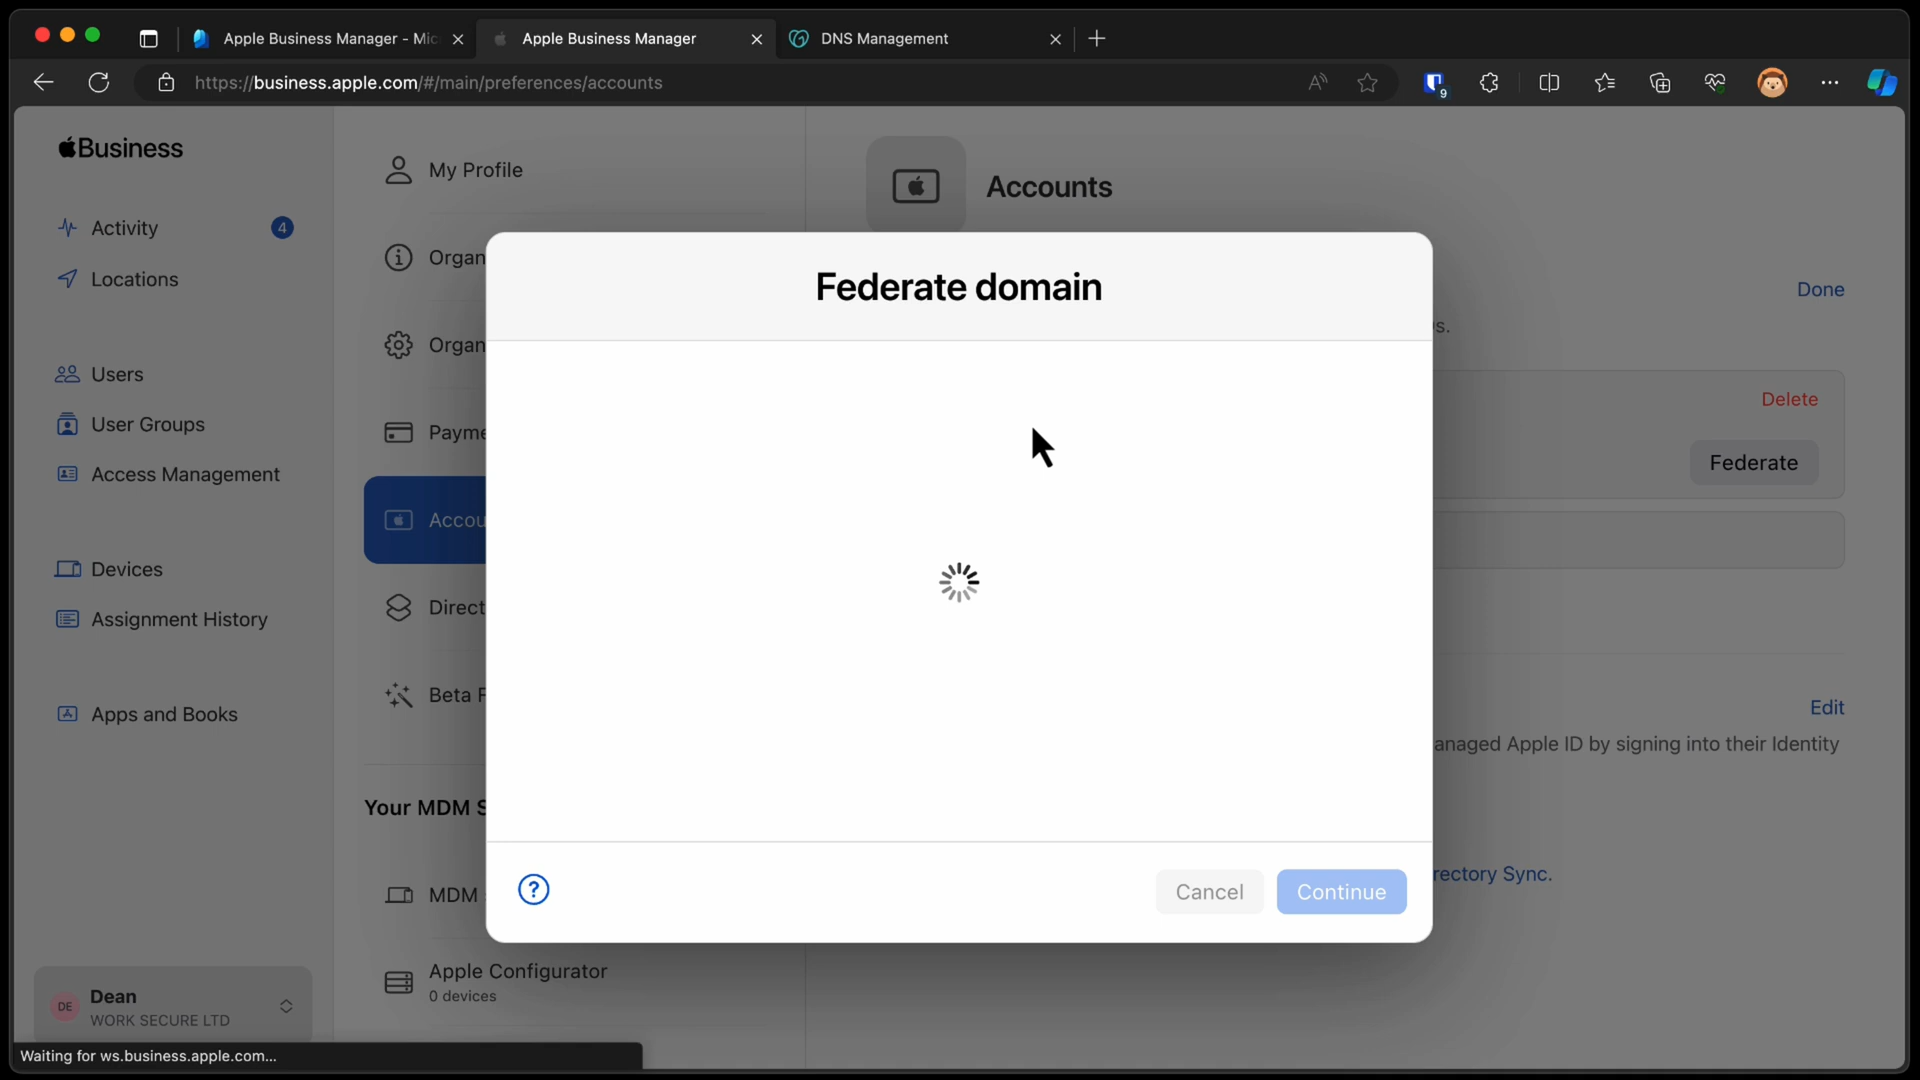 Apple Business Manager - Mic
Apple Business Manager
DNS Management
https://business.apple.com/#/main/preferences/accounts
9
Business
Activity
4
Locations
Users
User Groups
Access Management
Devices
Assignment History
Apps and Books
DE
Dean
WORK SECURE LTD
Waiting for ws.business.apple.com...
My Profile
Organ
Organ
Payme
Accou
Direct
Beta F
Your MDM S
MDM
Apple Configurator
0 devices
Accounts
Done
s.
Delete
Federate
Edit
anaged Apple ID by signing into their Identity
rectory Sync.
Federate domain
?
Cancel
Continue